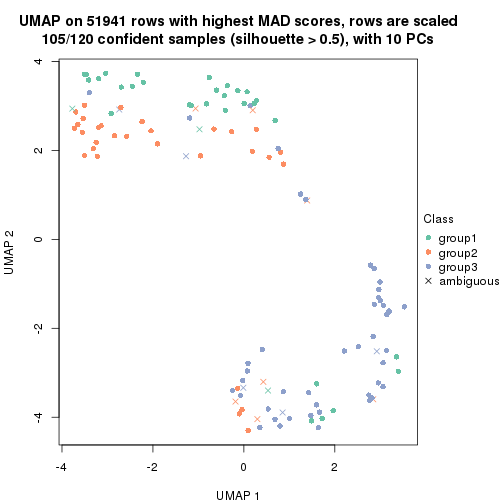 UMAP on 51941 rows with highest MAD scores, rows are scaled
105/120 confident samples (silhouette > 0.5), with 10 PCs
4
2
0
-2
-4
UMAP 2
-4
-2
0
2
UMAP 1
Class
group1
group2
group3
ambiguous